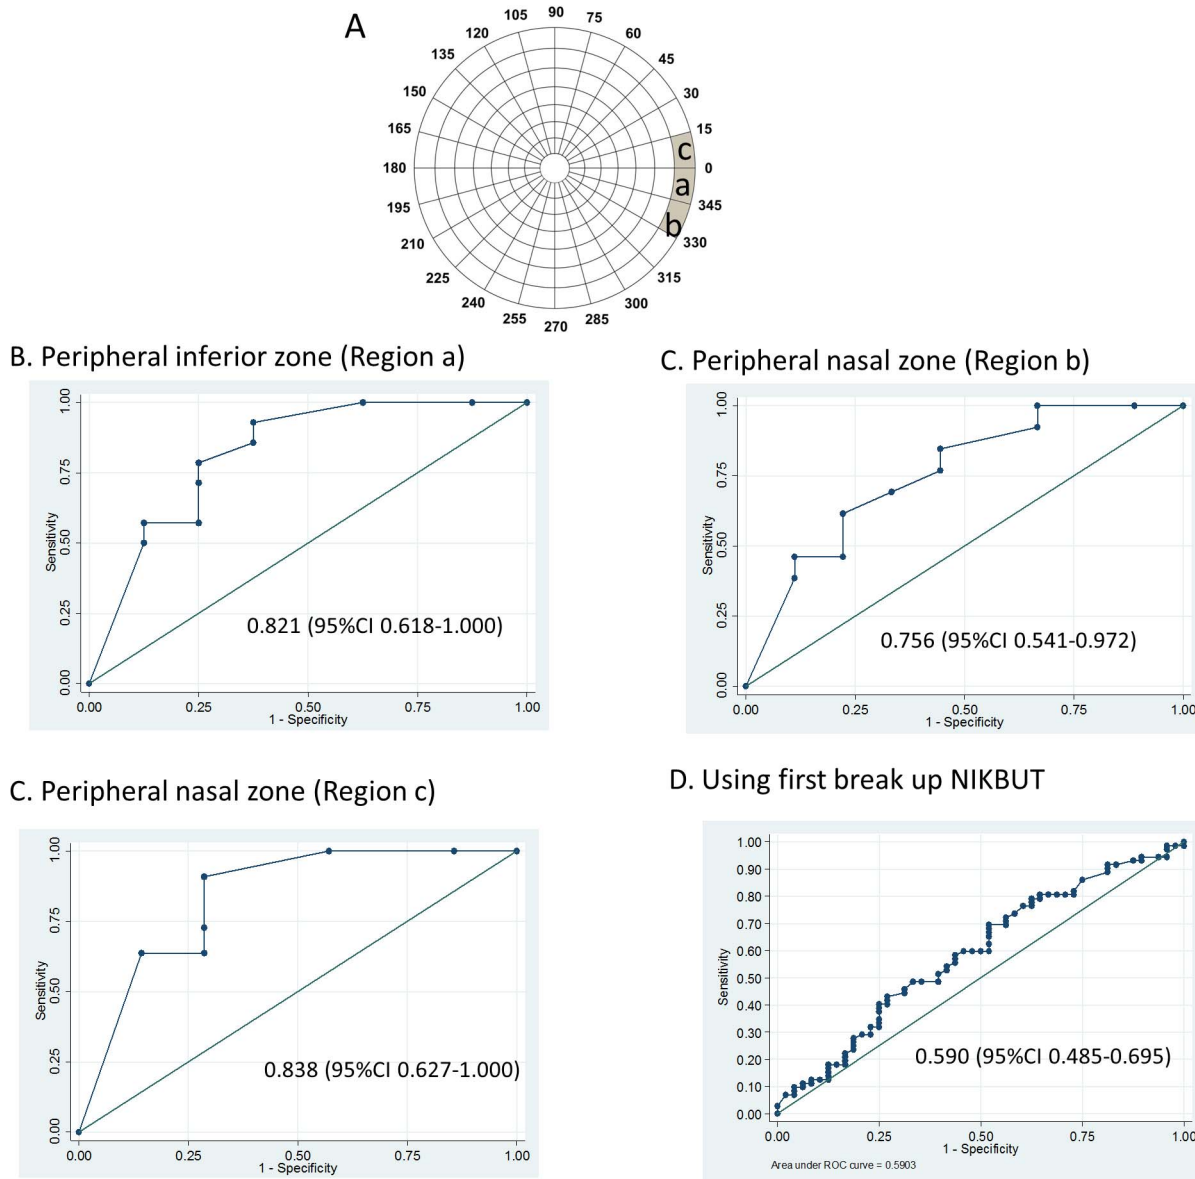 A
90
105
75
120
60
135
45
150
30
165
15
c
180
0
a
195
345
b
210
330
225
315
240
300
255
285
270
B. Peripheral inferior zone (Region a)
Sensitivity
1.00
0.75
0.50
0.25
0.00
0.821 (95%CI 0.618-1.000)
0.00 0.25 0.50 0.75 1.00
1 - Specificity
C. Peripheral nasal zone (Region b)
Sensitivity
1.00
0.75
0.50
0.25
0.00
0.756 (95%CI 0.541-0.972)
0.00 0.25 0.50 0.75 1.00
1 - Specificity
C. Peripheral nasal zone (Region c)
Sensitivity
1.00
0.75
0.50
0.25
0.00
0.838 (95%CI 0.627-1.000)
0.00 0.25 0.50 0.75 1.00
1 - Specificity
D. Using first break up NIKBUT
Sensitivity
1.00
0.90
0.80
0.70
0.60
0.50
0.40
0.30
0.20
0.10
0.00
0.590 (95%CI 0.485-0.695)
0.00 0.25 0.50 0.75 1.00
1 - Specificity
Area under ROC curve = 0.5903